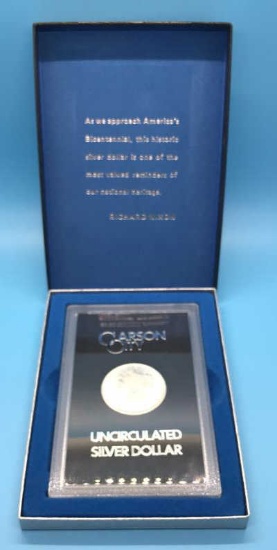 As we approach America's
Bicentennial, this historic
silver dollar is one of the
most valued reminders of
our national heritage.
RICHARD NIXON
CARSON
CITY
UNCIRCULATED
SILVER DOLLAR